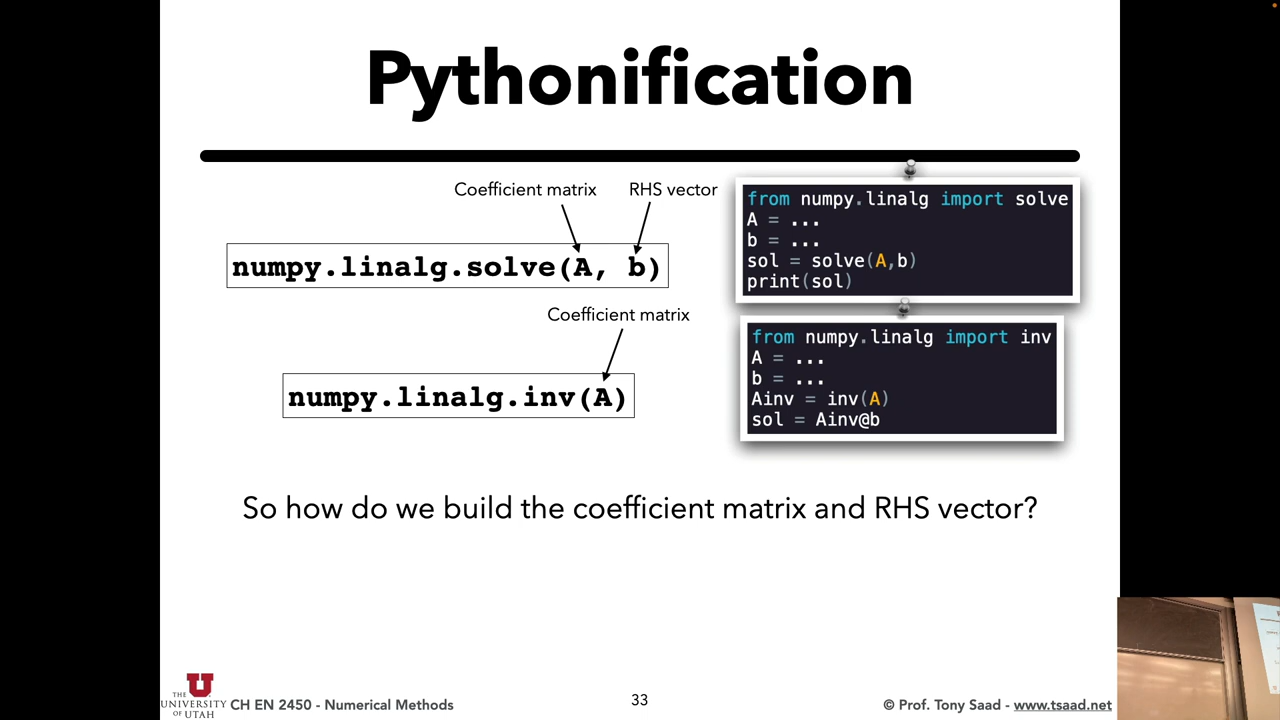 Pythonification
Coefficient matrix
RHS vector
numpy.linalg.solve(A, b)
Coefficient matrix
numpy.linalg.inv(A)
from numpy.linalg import solve
A = ...
b = ...
sol = solve(A,b)
print(sol)
from numpy.linalg import inv
A = ...
b = ...
Ainv = inv(A)
sol = Ainv@b
So how do we build the coefficient matrix and RHS vector?
THE
UNIVERSITY
OF UTAH
CH EN 2450 - Numerical Methods
33
© Prof. Tony Saad - www.tsaad.net